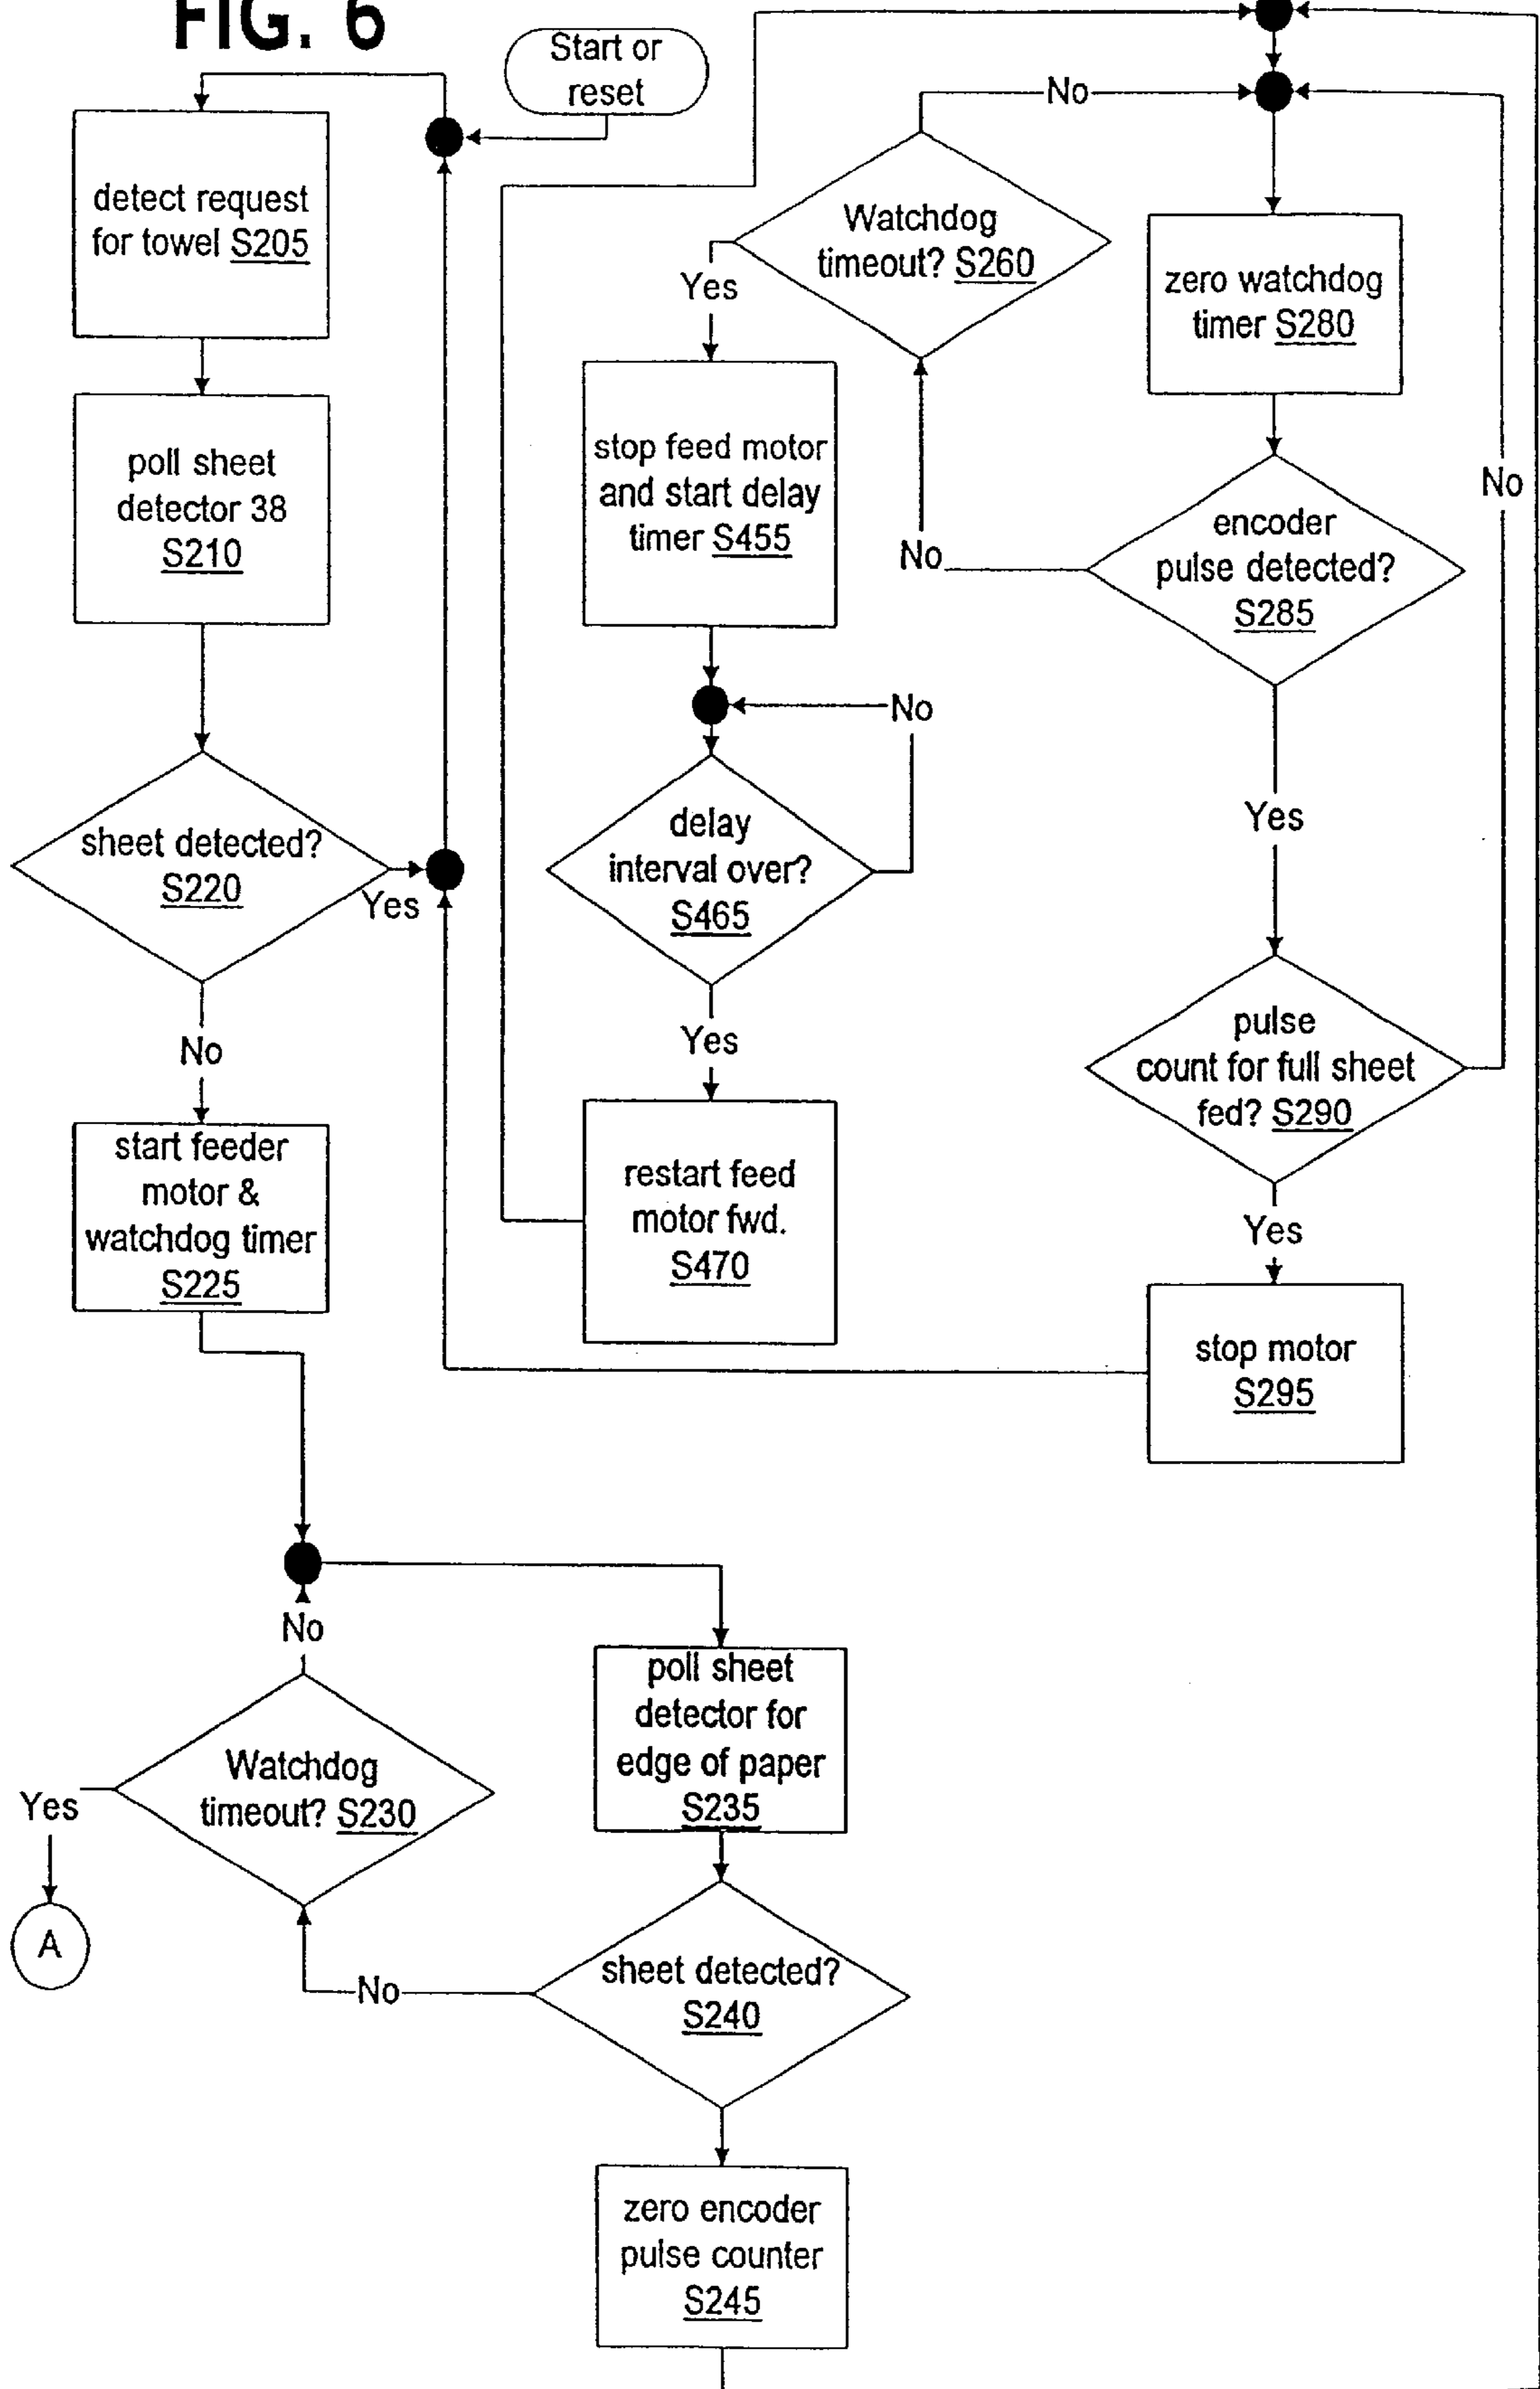 FIG. 6
Start or
reset
detect request
for towel S205
poll sheet
detector 38
S210
sheet detected?
S220
Yes
No
start feeder
motor &
watchdog timer
S225
No
Watchdog
timeout? S230
Yes
A
poll sheet
detector for
edge of paper
S235
sheet detected?
S240
No
zero encoder
pulse counter
S245
No
Watchdog
timeout? S260
Yes
stop feed motor
and start delay
timer S455
No
delay
interval over?
S465
Yes
restart feed
motor fwd.
S470
zero watchdog
timer S280
encoder
pulse detected?
S285
No
Yes
pulse
count for full sheet
fed? S290
No
Yes
stop motor
S295